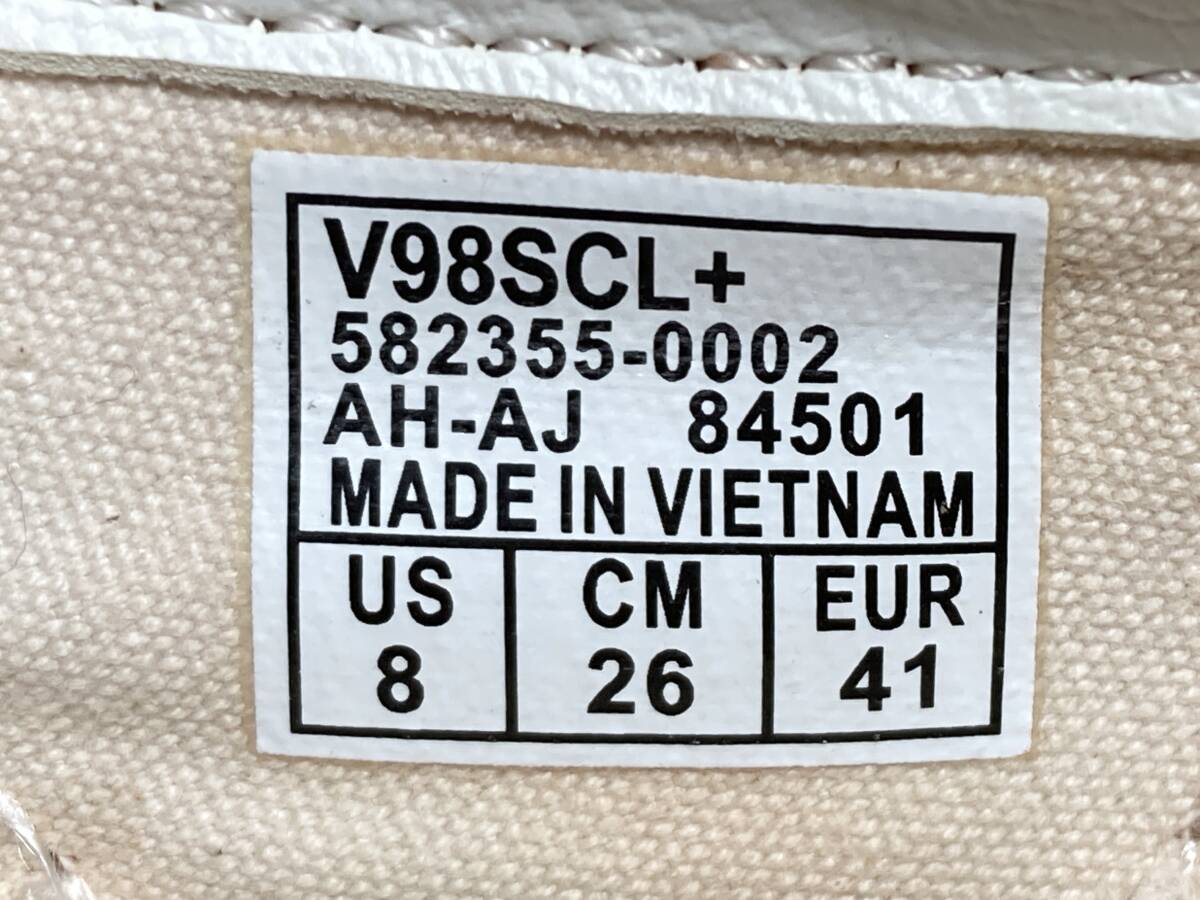 V98SCL+
582355-0002
AH-AJ 84501
MADE IN VIETNAM
US CM EUR
8 26 41